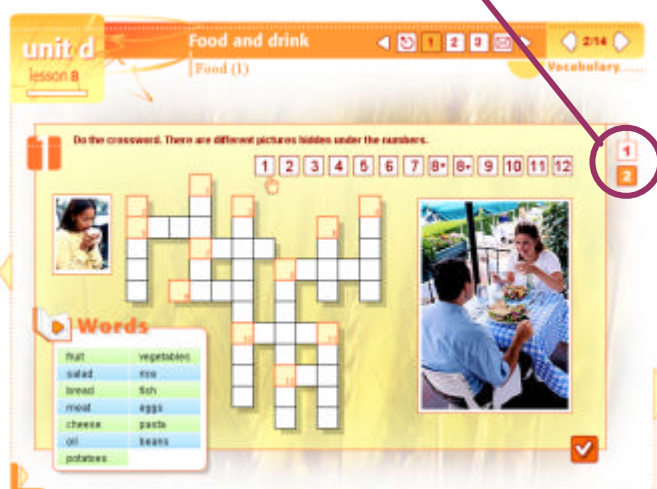 unit d
lesson 8
Food and drink
1 2 3
2/14
Food (1)
Vocabulary
Do the crossword. There are different pictures hidden under the numbers.
1 2 3 4 5 6 7 8 8 9 10 11 12
1
2
Words
fruit vegetables
salad rice
bread fish
meat eggs
cheese pasta
oil beans
potatoes